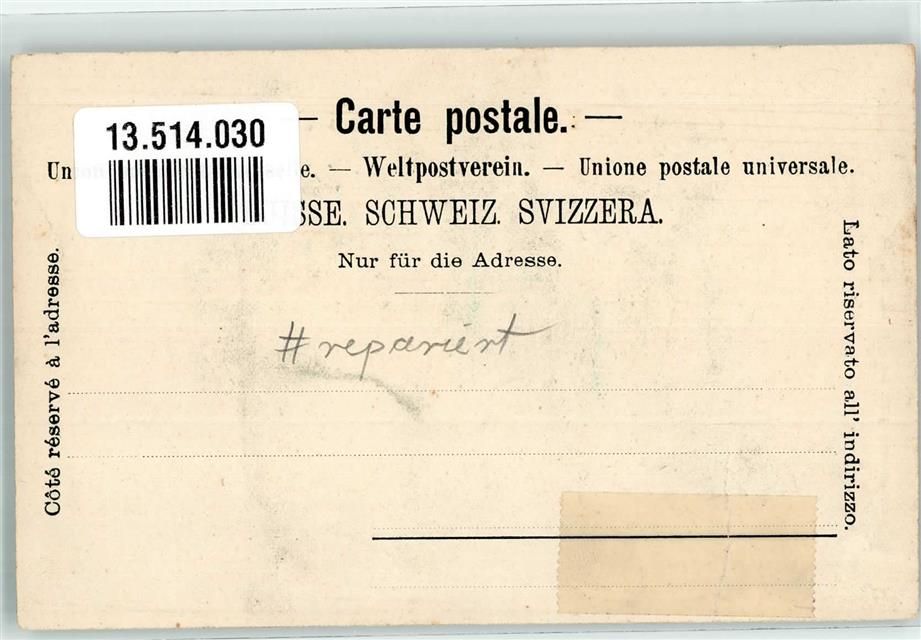 — Carte postale. —
13.514.030
e. — Weltpostverein. — Unione postale universale.
SSE. SCHWEIZ. SVIZZERA.
Nur für die Adresse.
#repariert
Côté réservé à l'adresse.
Lato riservato all' indirizzo.